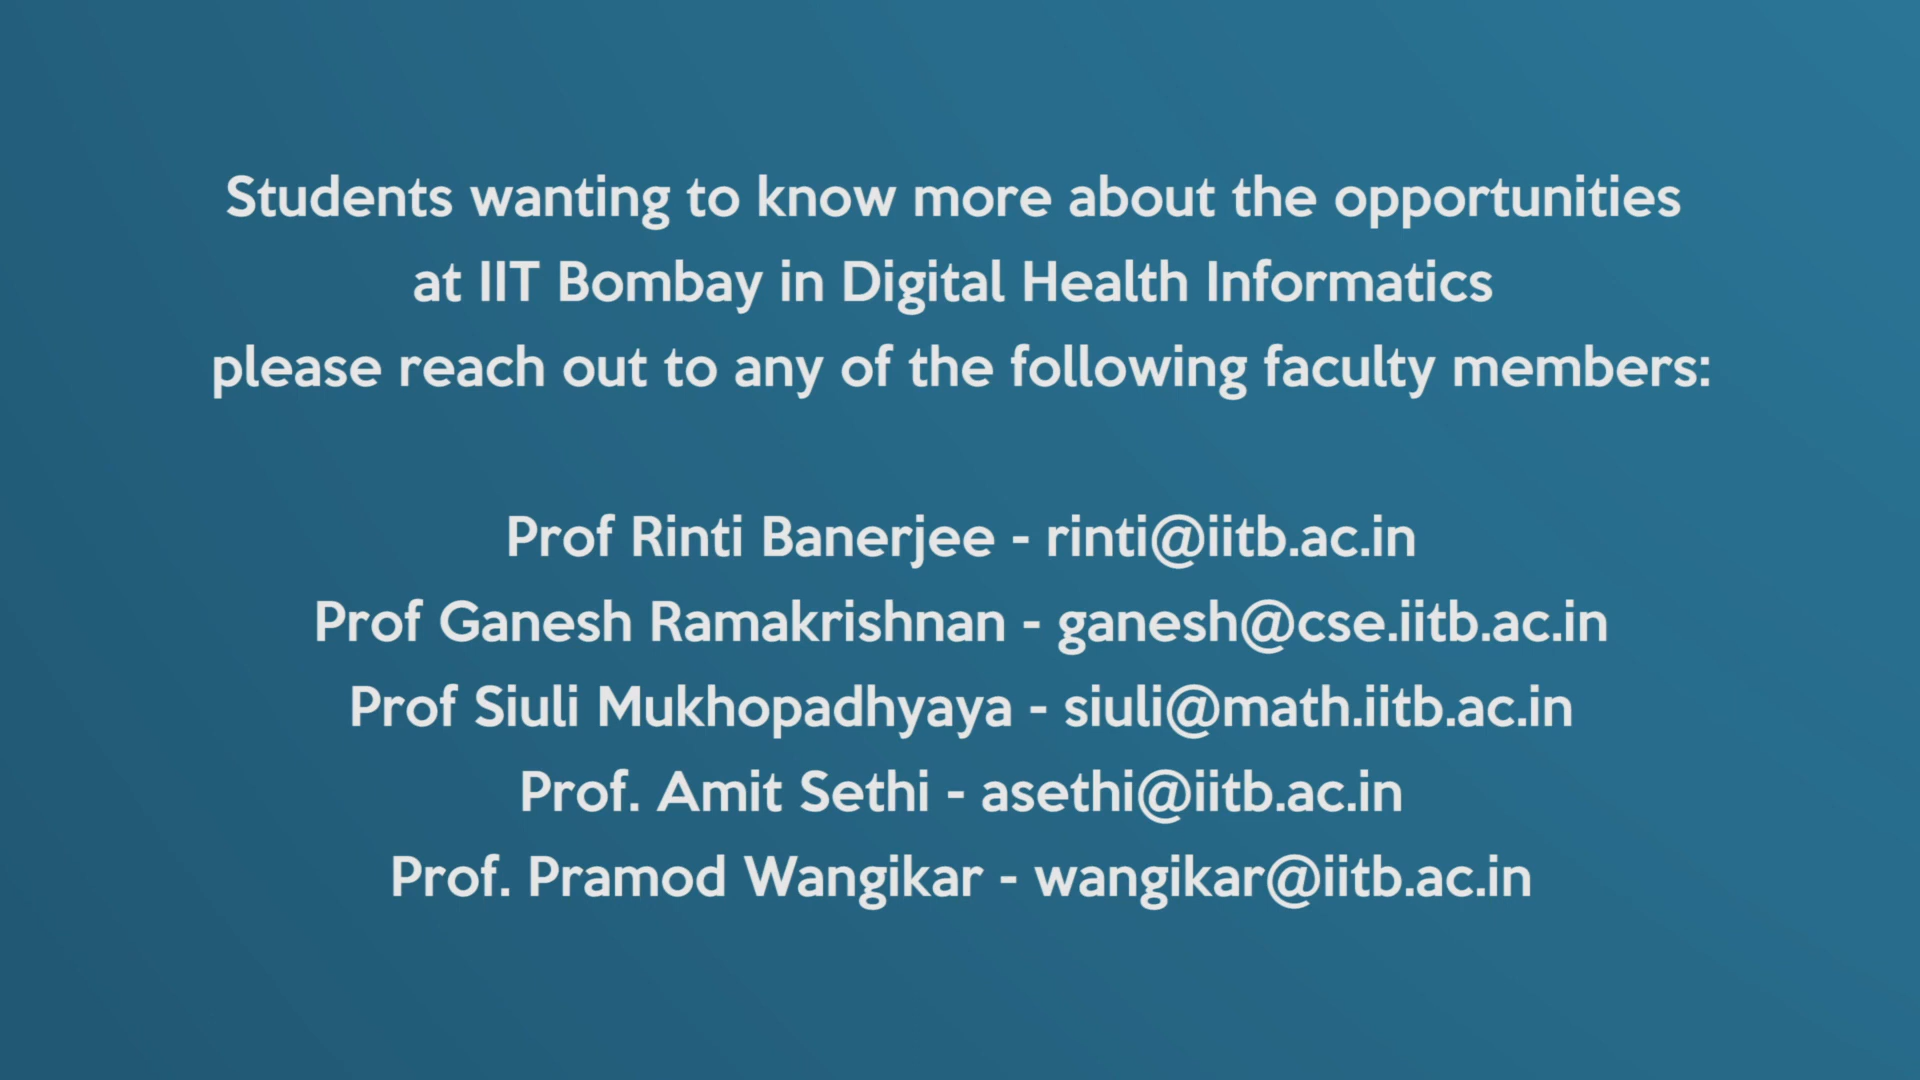 Students wanting to know more about the opportunities
at IIT Bombay in Digital Health Informatics
please reach out to any of the following faculty members:
Prof Rinti Banerjee - rinti@iitb.ac.in
Prof Ganesh Ramakrishnan - ganesh@cse.iitb.ac.in
Prof Siuli Mukhopadhyaya - siuli@math.iitb.ac.in
Prof. Amit Sethi - asethi@iitb.ac.in
Prof. Pramod Wangikar - wangikar@iitb.ac.in